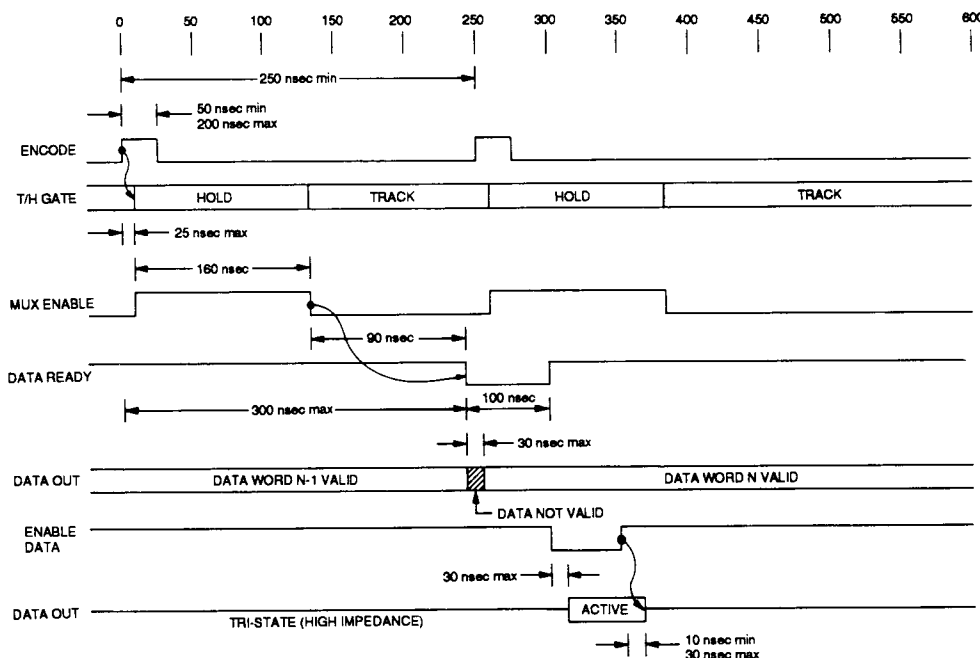 0 50 100 150 200 250 300 350 400 450 500 550 600
250 nsec min
50 nsec min
200 nsec max
ENCODE
T/H GATE HOLD TRACK HOLD TRACK
25 nsec max
160 nsec
MUX ENABLE
90 nsec
DATA READY
100 nsec
300 nsec max
30 nsec max
DATA OUT DATA WORD N-1 VALID DATA WORD N VALID
DATA NOT VALID
ENABLE
DATA
30 nsec max
DATA OUT TRI-STATE (HIGH IMPEDANCE) ACTIVE
10 nsec min
30 nsec max